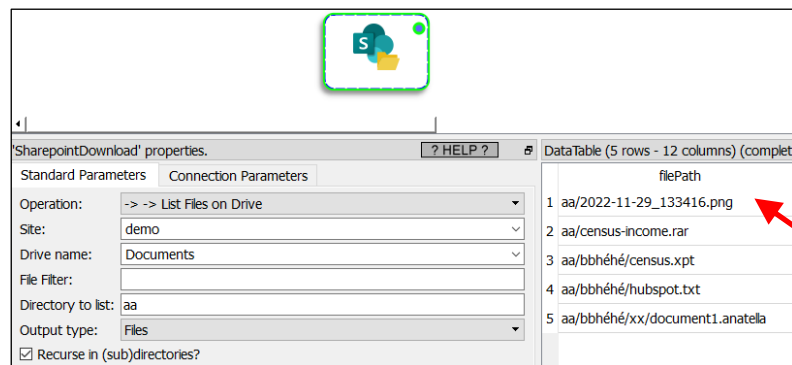 S
'SharepointDownload' properties.
? HELP ?
Standard Parameters
Connection Parameters
Operation:
-> -> List Files on Drive
Site:
demo
Drive name:
Documents
File Filter:
Directory to list:
aa
Output type:
Files
Recurse in (sub)directories?
DataTable (5 rows - 12 columns) (complet
filePath
1 aa/2022-11-29_133416.png
2 aa/census-income.rar
3 aa/bbhéhé/census.xpt
4 aa/bbhéhé/hubspot.txt
5 aa/bbhéhé/xx/document1.anatella